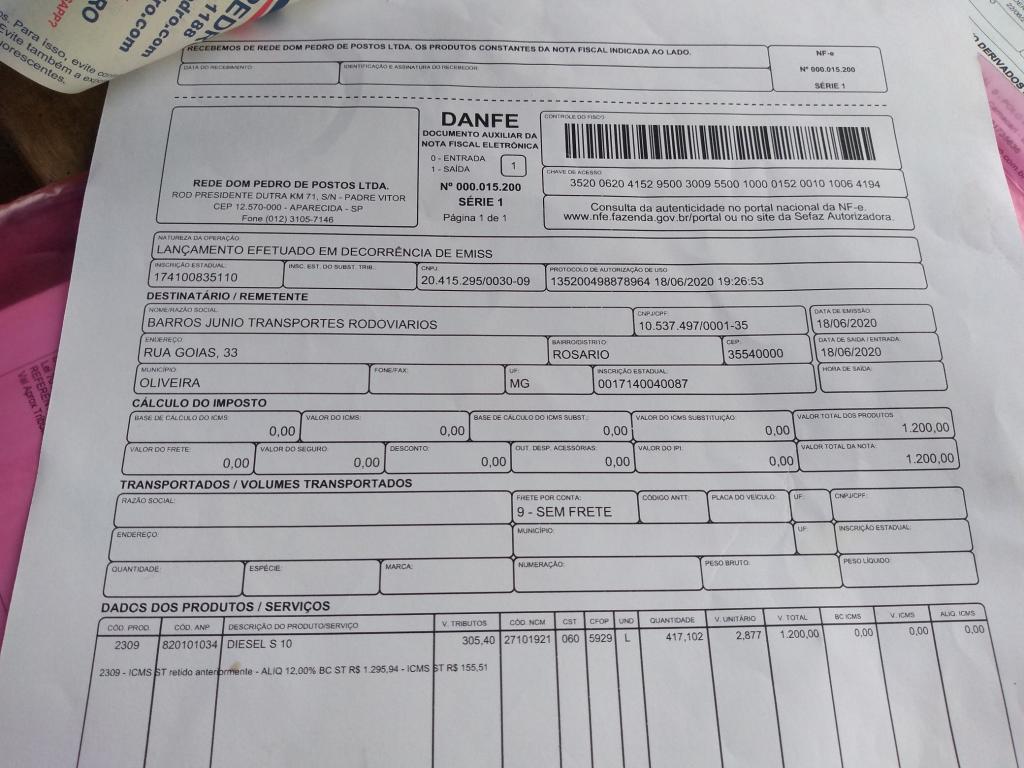 s. Para isso, evite
Evite também a
orescentes.
dro.com
dro.com
1188
RECEBEMOS DE REDE DOM PEDRO DE POSTOS LTDA. OS PRODUTOS CONSTANTES DA NOTA FISCAL INDICADA AO LADO.
NF-e
Nº 000.015.200
SÉRIE 1
DATA DO RECEBIMENTO:
IDENTIFICAÇÃO E ASSINATURA DO RECEBEDOR:
REDE DOM PEDRO DE POSTOS LTDA.
ROD PRESIDENTE DUTRA KM 71, S/N - PADRE VITOR
CEP 12.570-000 - APARECIDA - SP
Fone (012) 3105-7146
DANFE
DOCUMENTO AUXILIAR DA
NOTA FISCAL ELETRÔNICA
0 - ENTRADA
1 - SAÍDA
1
Nº 000.015.200
SÉRIE 1
Página 1 de 1
CONTROLE DO FISCO
CHAVE DE ACESSO:
3520 0620 4152 9500 3009 5500 1000 0152 0010 1006 4194
Consulta da autenticidade no portal nacional da NF-e.
www.nfe.fazenda.gov.br/portal ou no site da Sefaz Autorizadora.
NATUREZA DA OPERAÇÃO:
LANÇAMENTO EFETUADO EM DECORRÊNCIA DE EMISS
INSCRIÇÃO ESTADUAL: INSC. EST. DO SUBST. TRIB.: CNPJ: PROTOCOLO DE AUTORIZAÇÃO DE USO
174100835110 20.415.295/0030-09 135200498878964 18/06/2020 19:26:53
DESTINATÁRIO / REMETENTE
NOME/RAZÃO SOCIAL: CNPJ/CPF: DATA DE EMISSÃO:
BARROS JUNIO TRANSPORTES RODOVIARIOS 10.537.497/0001-35 18/06/2020
ENDEREÇO: BAIRRO/DISTRITO CEP: DATA DE SAIDA / ENTRADA:
RUA GOIAS, 33 ROSARIO 35540000 18/06/2020
MUNICÍPIO: FONE/FAX: UF: INSCRIÇÃO ESTADUAL: HORA DE SAÍDA:
OLIVEIRA MG 0017140040087
CÁLCULO DO IMPOSTO
BASE DE CÁLCULO DO ICMS: VALOR DO ICMS: BASE DE CÁLCULO DO ICMS SUBST.: VALOR DO ICMS SUBSTITUIÇÃO: VALOR TOTAL DOS PRODUTOS
0,00 0,00 0,00 0,00 1.200,00
VALOR DO FRETE: VALOR DO SEGURO: DESCONTO: OUT. DESP. ACESSÓRIAS: VALOR DO IPI: VALOR TOTAL DA NOTA:
0,00 0,00 0,00 0,00 0,00 1.200,00
TRANSPORTADOS / VOLUMES TRANSPORTADOS
RAZÃO SOCIAL: FRETE POR CONTA: CÓDIGO ANTT: PLACA DO VEÍCULO: UF: CNPJ/CPF:
9 - SEM FRETE
ENDEREÇO: MUNICÍPIO: UF: INSCRIÇÃO ESTADUAL:
QUANTIDADE: ESPÉCIE: MARCA: NUMERAÇÃO: PESO BRUTO: PESO LÍQUIDO:
DADOS DOS PRODUTOS / SERVIÇOS
CÓD. PROD. CÓD. ANP DESCRIÇÃO DO PRODUTO/SERVIÇO V. TRIBUTOS CÓD. NCM CST CFOP UND QUANTIDADE V. UNITÁRIO V. TOTAL BC ICMS V. ICMS ALIQ. ICMS
2309 820101034 DIESEL S 10 305,40 27101921 060 5929 L 417,102 2,877 1.200,00 0,00 0,00 0,00
2309 - ICMS ST retido anteriormente - ALIQ 12,00% BC ST R$ 1.295,94 - ICMS ST R$ 155,51